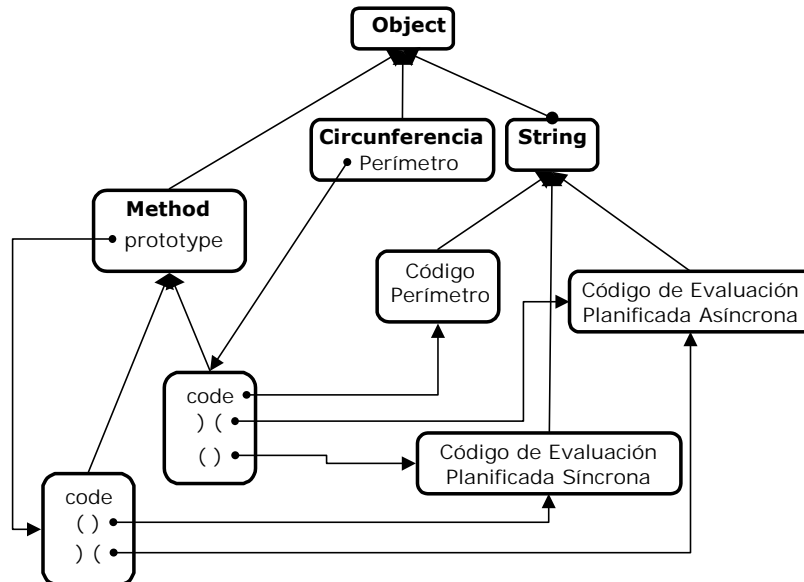 Object
Circunferencia
Perímetro
String
Method
prototype
Código
Perímetro
Código de Evaluación
Planificada Asíncrona
code
) (
( )
Código de Evaluación
Planificada Síncrona
code
( )
) (